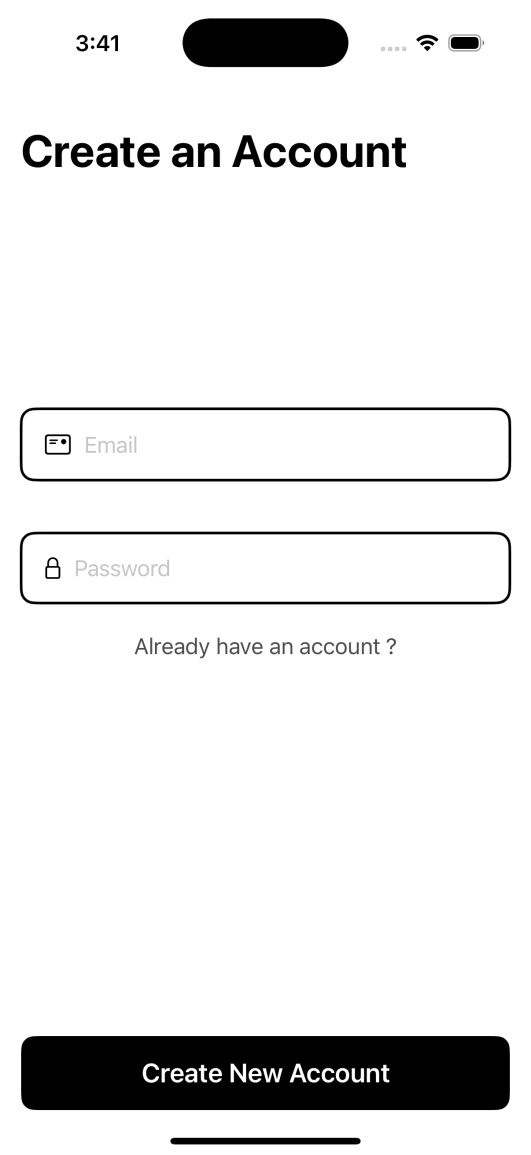 3:41
Create an Account
Email
Password
Already have an account ?
Create New Account